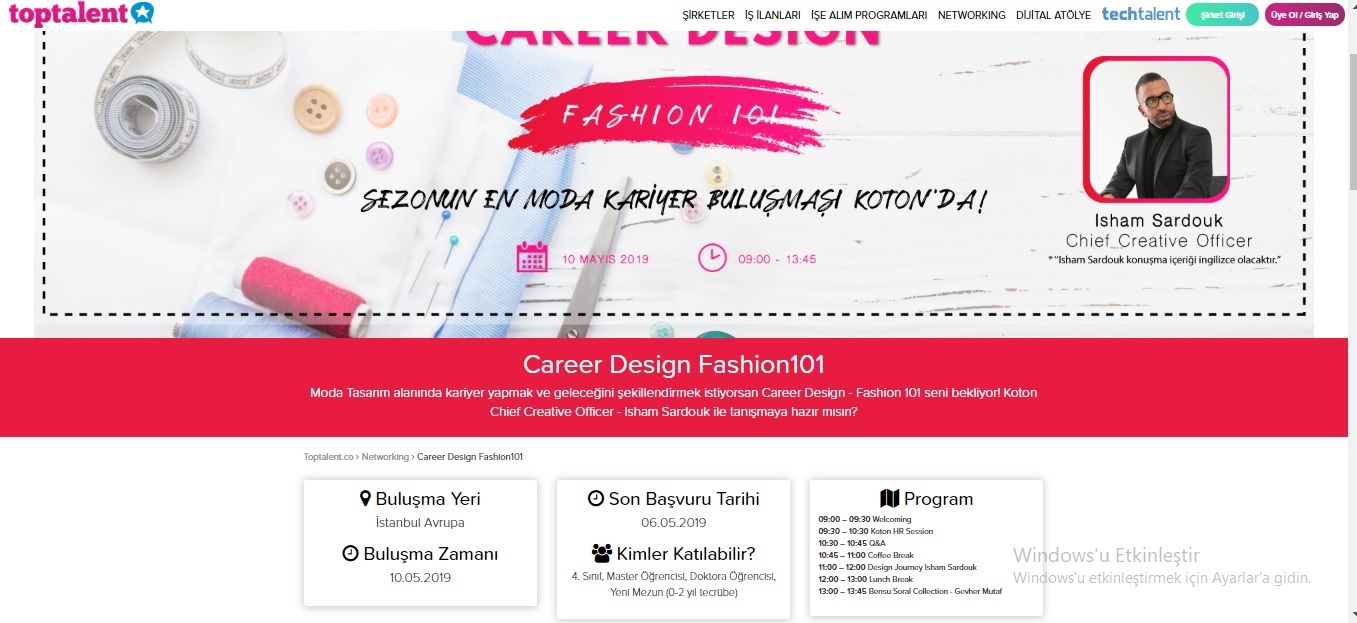 toptalent
ŞİRKETLER İŞ İLANLARI İŞE ALIM PROGRAMLARI NETWORKING DİJİTAL ATÖLYE techtalent Şirket Girişi Üye Ol / Giriş Yap
CAREER DESIGN
FASHION 101
SEZONUN EN MODA KARİYER BULUŞMASI KOTON'DA!
10 MAYIS 2019 09:00 - 13:45
Isham Sardouk
Chief Creative Officer
*"Isham Sardouk konuşma içeriği ingilizce olacaktır."
Career Design Fashion101
Moda Tasarım alanında kariyer yapmak ve geleceğini şekillendirmek istiyorsan Career Design - Fashion 101 seni bekliyor! Koton
Chief Creative Officer - Isham Sardouk ile tanışmaya hazır mısın?
Toptalent.co › Networking › Career Design Fashion101
Buluşma Yeri
İstanbul Avrupa
Buluşma Zamanı
10.05.2019
Son Başvuru Tarihi
06.05.2019
Kimler Katılabilir?
4. Sınıf, Master Öğrencisi, Doktora Öğrencisi,
Yeni Mezun (0-2 yıl tecrübe)
Program
09:00 – 09:30 Welcoming
09:30 – 10:30 Koton HR Session
10:30 – 10:45 Q&A
10:45 – 11:00 Coffee Break
11:00 – 12:00 Design Journey Isham Sardouk
12:00 – 13:00 Lunch Break
13:00 – 13:45 Bensu Soral Collection - Gevher Mutaf
Windows'u Etkinleştir
Windows'u etkinleştirmek için Ayarlar'a gidin.